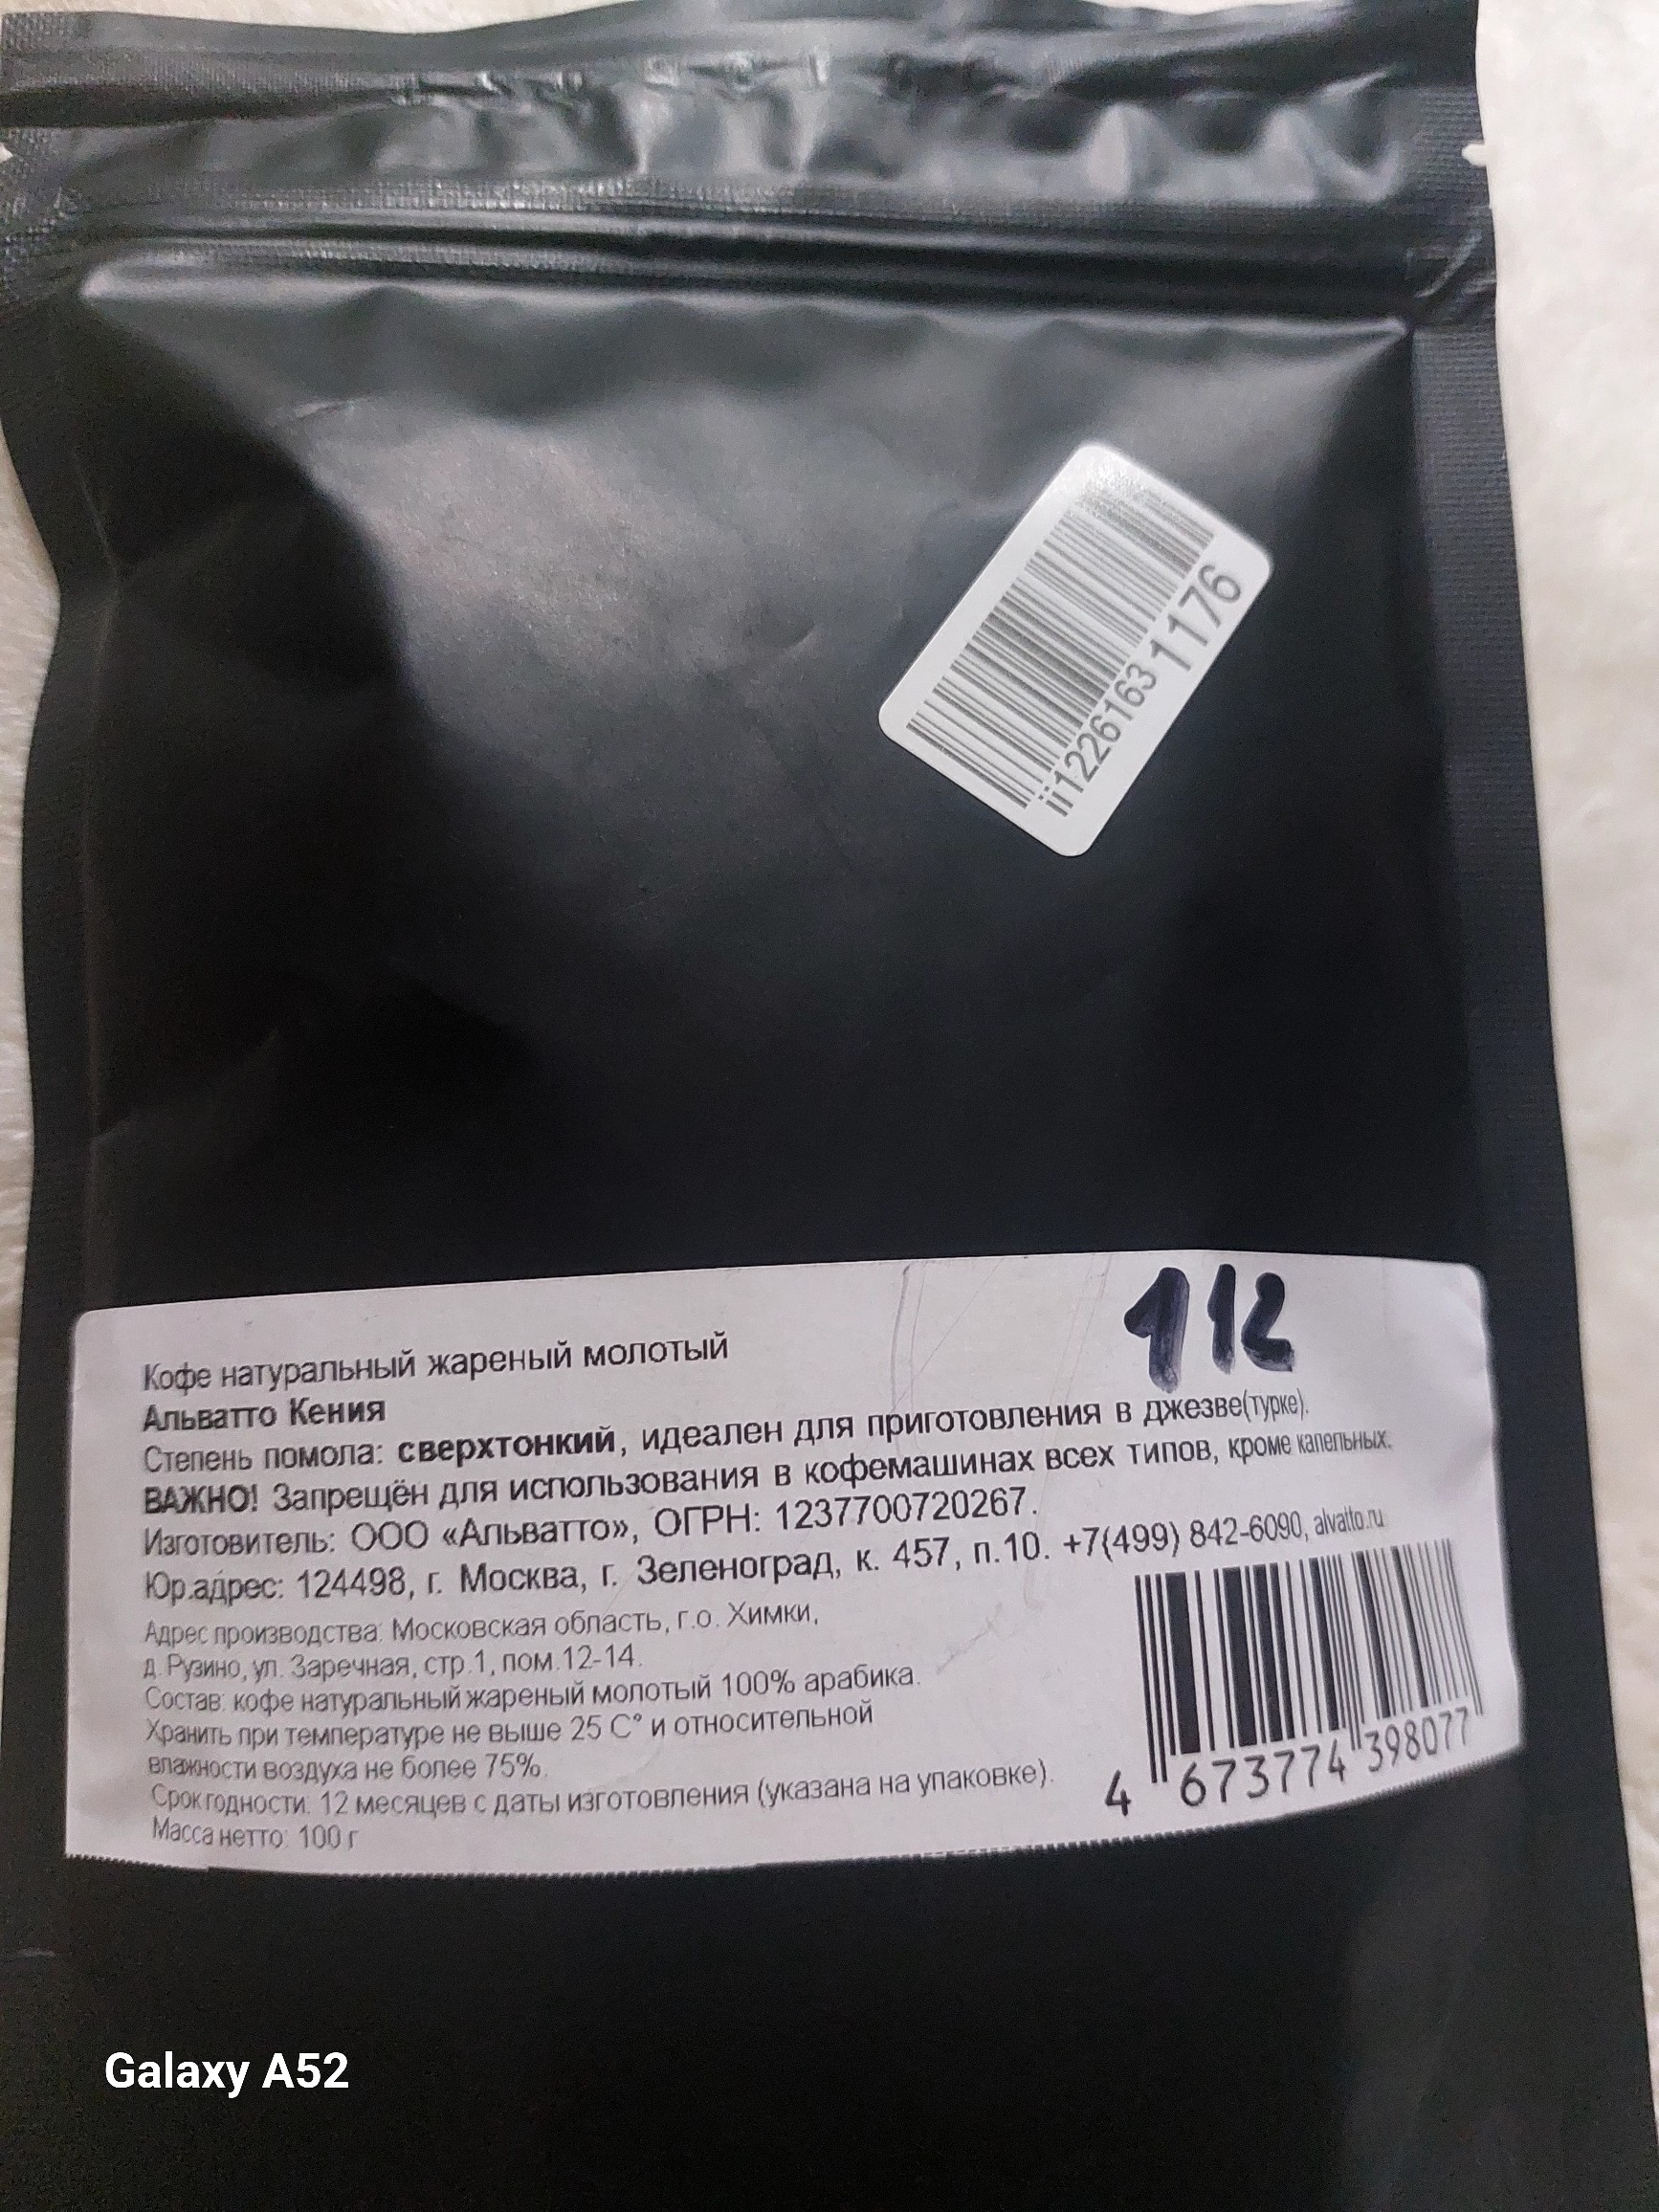 ii1226163 1176
112
Кофе натуральный жареный молотый
Альватто Кения
Степень помола: сверхтонкий, идеален для приготовления в джезве(турке).
ВАЖНО! Запрещён для использования в кофемашинах всех типов, кроме капельных.
Изготовитель: ООО «Альватто», ОГРН: 1237700720267.
Юр.адрес: 124498, г. Москва, г. Зеленоград, к. 457, п.10. +7(499) 842-6090, alvatto.ru
Адрес производства: Московская область, г.о. Химки,
д. Рузино, ул. Заречная, стр.1, пом.12-14.
Состав: кофе натуральный жареный молотый 100% арабика.
Хранить при температуре не выше 25 С° и относительной
влажности воздуха не более 75%.
Срок годности: 12 месяцев с даты изготовления (указана на упаковке).
Масса нетто: 100 г
4 673774 398077
Galaxy A52